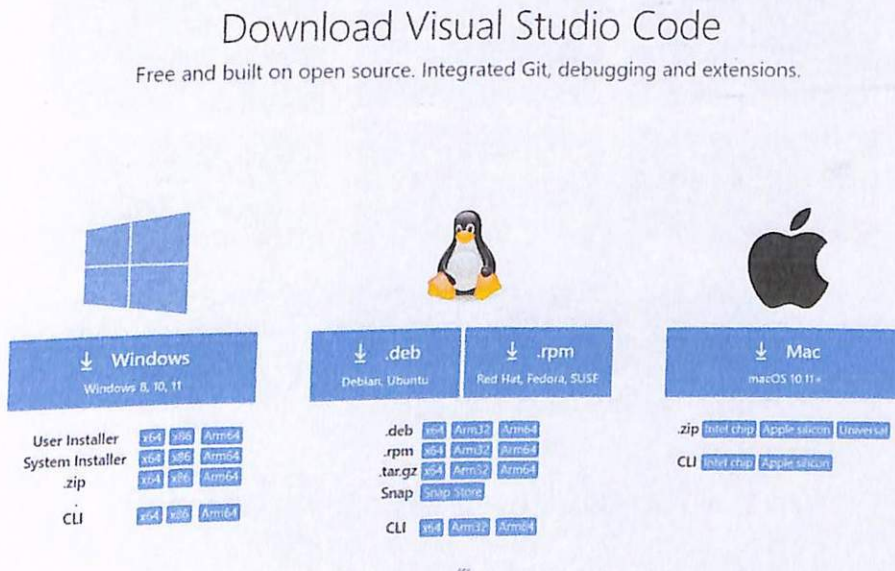 Download Visual Studio Code
Free and built on open source. Integrated Git, debugging and extensions.
Windows
Windows 8, 10, 11
User Installer x64 x86 Arm64
System Installer x64 x86 Arm64
.zip x64 x86 Arm64
CLI x64 x86 Arm64
.deb
Debian, Ubuntu
.rpm
Red Hat, Fedora, SUSE
.deb x64 Arm32 Arm64
.rpm x64 Arm32 Arm64
.tar.gz x64 Arm32 Arm64
Snap Snap Store
CLI x64 Arm32 Arm64
Mac
macOS 10.11+
.zip Intel chip Apple silicon Universal
CLI Intel chip Apple silicon